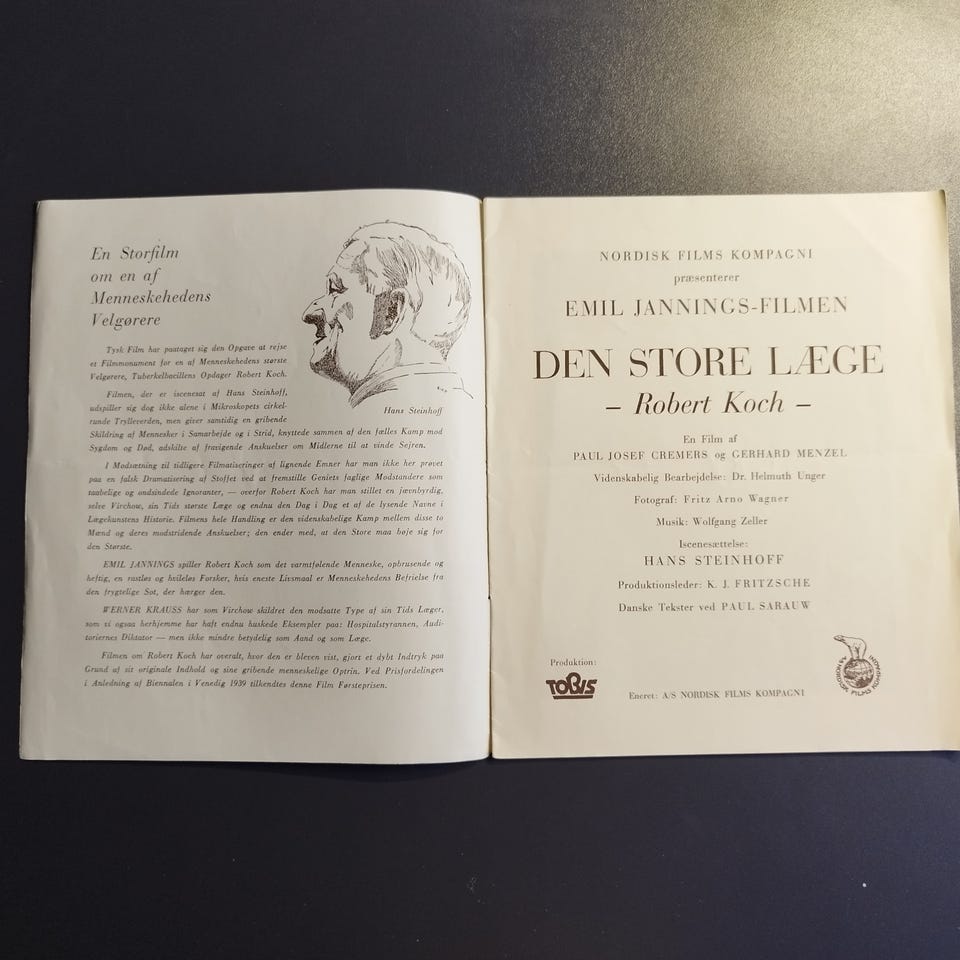 En Storfilm
om en af
Menneskehedens
Velgørere
Tysk Film har paataget sig den Opgave at rejse
et Filmmonument for en af Menneskehedens største
Velgørere, Tuberkelbacillens Opdager Robert Koch.
Filmen, der er iscenesat af Hans Steinhoff,
udspiller sig dog ikke alene i Mikroskopets cirkel-
runde Trylleverden, men giver samtidig en gribende
Skildring af Mennesker i Samarbejde og i Strid, knyttede sammen af den fælles Kamp mod
Sygdom og Død, adskilte af fravigende Anskuelser om Midlerne til at vinde Sejren.
Hans Steinhoff
I Modsætning til tidligere Filmatiseringer af lignende Emner har man ikke her prøvet
paa en falsk Dramatisering af Stoffet ved at fremstille Geniets faglige Modstandere som
taabelige og ondsindede Ignoranter, — overfor Robert Koch har man stillet en jævnbyrdig,
selve Virchow, sin Tids største Læge og endnu den Dag i Dag et af de lysende Navne i
Lægekunstens Historie. Filmens hele Handling er den videnskabelige Kamp mellem disse to
Mænd og deres modstridende Anskuelser; den ender med, at den Store maa bøje sig for
den Største.
EMIL JANNINGS spiller Robert Koch som det varmtfølende Menneske, opbrusende og
heftig, en rastløs og hvileløs Forsker, hvis eneste Livsmaal er Menneskehedens Befrielse fra
den frygtelige Sot, der hærger den.
WERNER KRAUSS har som Virchow skildret den modsatte Type af sin Tids Læger,
som vi ogsaa herhjemme har haft endnu huskede Eksempler paa: Hospitalstyrannen, Audi-
toriernes Diktator — men ikke mindre betydelig som Aand og som Læge.
Filmen om Robert Koch har overalt, hvor den er bleven vist, gjort et dybt Indtryk paa
Grund af sit originale Indhold og sine gribende menneskelige Optrin. Ved Prisfordelingen
i Anledning af Biennalen i Venedig 1939 tilkendtes denne Film Førsteprisen.
NORDISK FILMS KOMPAGNI
præsenterer
EMIL JANNINGS-FILMEN
DEN STORE LÆGE
– Robert Koch –
En Film af
PAUL JOSEF CREMERS og GERHARD MENZEL
Videnskabelig Bearbejdelse: Dr. Helmuth Unger
Fotograf: Fritz Arno Wagner
Musik: Wolfgang Zeller
Iscenesættelse:
HANS STEINHOFF
Produktionsleder: K. J. FRITZSCHE
Danske Tekster ved PAUL SARAUW
Produktion:
TOBIS
Eneret: A/S NORDISK FILMS KOMPAGNI
A/S NORDISK FILMS KOMPAGNI